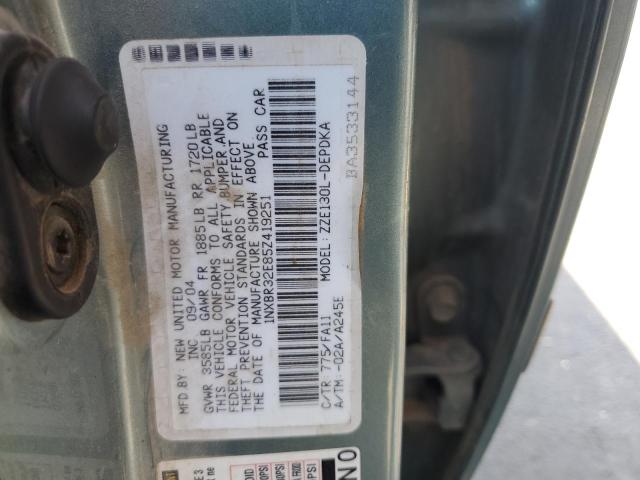 MFD BY: NEW UNITED MOTOR MANUFACTURING
INC 09/04
GVWR 3585LB GAWR FR 1885LB RR 1720LB
THIS VEHICLE CONFORMS TO ALL APPLICABLE
FEDERAL MOTOR VEHICLE SAFETY BUMPER,AND
THEFT PREVENTION STANDARDS IN EFFECT ON
THE DATE OF MANUFACTURE SHOWN ABOVE
1NXBR32E85Z419251 PASS CAR
C/TR: 775/FA11 MODEL: ZZE130L-DEPDKA
A/TM: -02A/A245E
BA3533144